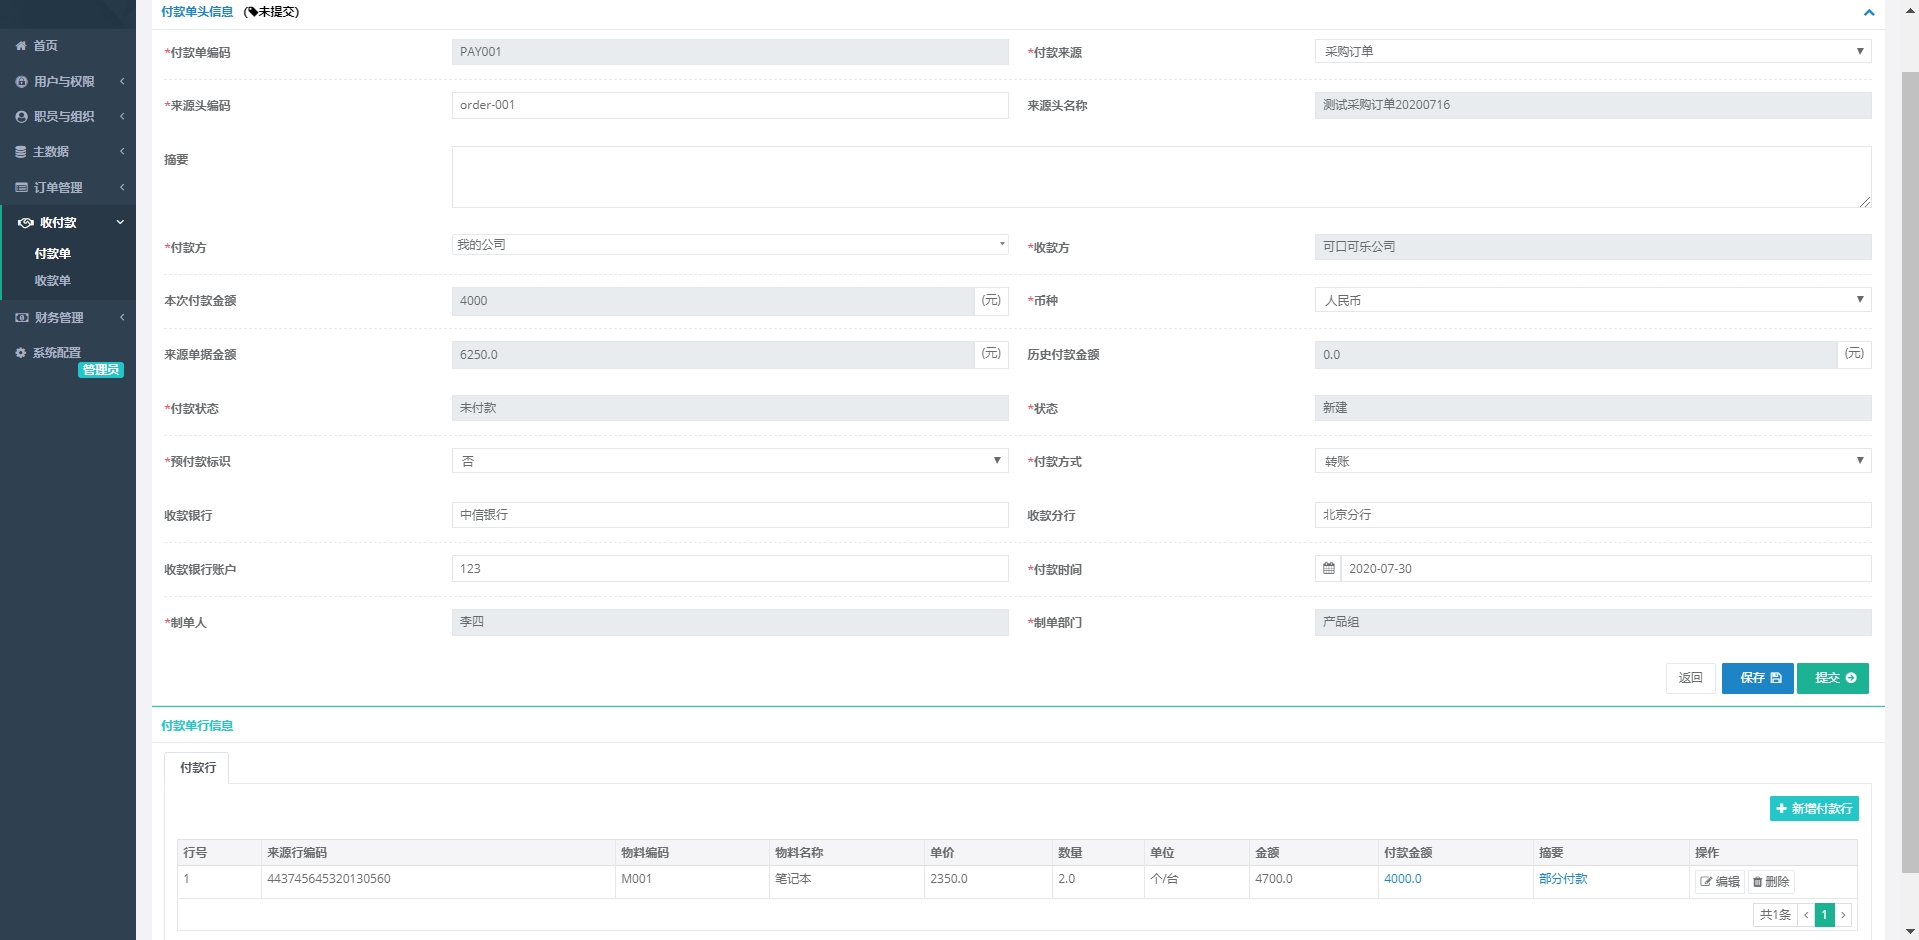 付款单头信息 (未提交)
首页
用户与权限
职员与组织
主数据
订单管理
收付款
付款单
收款单
财务管理
系统配置
管理员
*付款单编码 PAY001 *付款来源 采购订单
*来源头编码 order-001 来源头名称 测试采购订单20200716
摘要
*付款方 我的公司 *收款方 可口可乐公司
本次付款金额 4000 (元) *币种 人民币
来源单据金额 6250.0 (元) 历史付款金额 0.0 (元)
*付款状态 未付款 *状态 新建
*预付款标识 否 *付款方式 转账
收款银行 中信银行 收款分行 北京分行
收款银行账户 123 *付款时间 2020-07-30
*制单人 李四 *制单部门 产品组
返回 保存 提交
付款单行信息
付款行
+ 新增付款行
行号 来源行编码 物料编码 物料名称 单价 数量 单位 金额 付款金额 摘要 操作
1 443745645320130560 M001 笔记本 2350.0 2.0 个/台 4700.0 4000.0 部分付款 编辑 删除
共1条 ‹ 1 ›